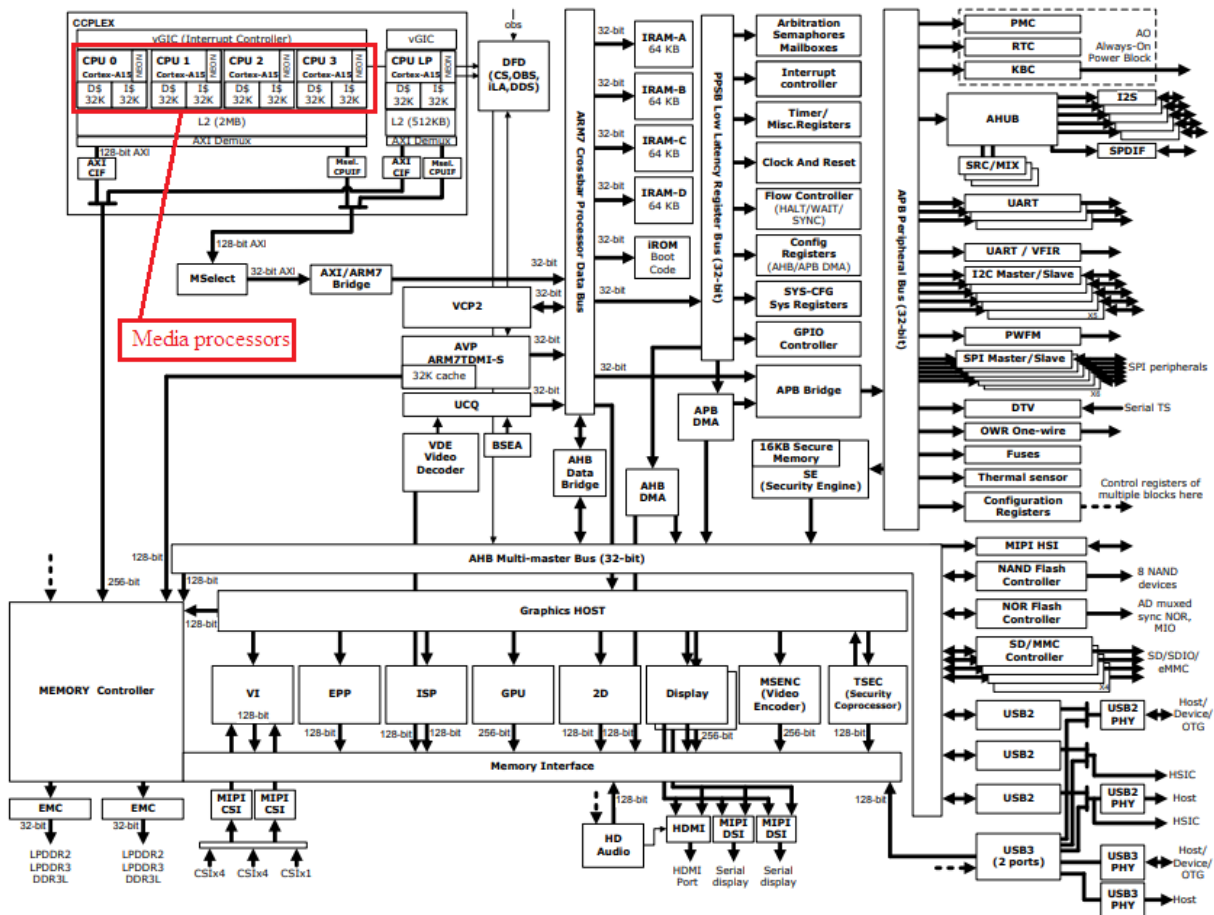 CCPLEX
vGIC (Interrupt Controller)
vGIC
CPU 0
Cortex-A15
NEON
D$
32K
I$
32K
CPU 1
Cortex-A15
NEON
D$
32K
I$
32K
CPU 2
Cortex-A15
NEON
D$
32K
I$
32K
CPU 3
Cortex-A15
NEON
D$
32K
I$
32K
CPU LP
Cortex-A15
NEON
D$
32K
I$
32K
L2 (2MB)
L2 (512KB)
AXI Demux
AXI Demux
128-bit AXI
AXI
CIF
Msel.
CPUIF
AXI
CIF
Msel.
CPUIF
obs
DFD
(CS,OBS,
iLA,DDS)
128-bit AXI
MSelect
32-bit AXI
AXI/ARM7
Bridge
32-bit
Media processors
VCP2
32-bit
AVP
ARM7TDMI-S
32K cache
32-bit
UCQ
32-bit
VDE
Video
Decoder
BSEA
ARM7 Crossbar Processor Data Bus
32-bit
IRAM-A
64 KB
32-bit
IRAM-B
64 KB
32-bit
IRAM-C
64 KB
32-bit
IRAM-D
64 KB
32-bit
iROM
Boot
Code
32-bit
32-bit
PPSB Low Latency Register Bus (32-bit)
Arbitration
Semaphores
Mailboxes
Interrupt
controller
Timer/
Misc.Registers
Clock And Reset
Flow Controller
(HALT/WAIT/
SYNC)
Config
Registers
(AHB/APB DMA)
SYS-CFG
Sys Registers
GPIO
Controller
APB Bridge
APB
DMA
AHB
Data
Bridge
AHB
DMA
16KB Secure
Memory
SE
(Security Engine)
APB Peripheral Bus (32-bit)
PMC
RTC
KBC
AO
Always-On
Power Block
AHUB
I2S
SPDIF
SRC/MIX
UART
UART / VFIR
I2C Master/Slave
X5
PWFM
SPI Master/Slave
X6
SPI peripherals
DTV
Serial TS
OWR One-wire
Fuses
Thermal sensor
Configuration
Registers
Control registers of
multiple blocks here
AHB Multi-master Bus (32-bit)
128-bit
256-bit
128-bit
128-bit
Graphics HOST
MEMORY Controller
VI
128-bit
EPP
ISP
GPU
2D
Display
MSENC
(Video
Encoder)
TSEC
(Security
Coprocessor)
128-bit
128-bit
128-bit
256-bit
128-bit
128-bit
256-bit
256-bit
128-bit
Memory Interface
EMC
32-bit
LPDDR2
LPDDR3
DDR3L
EMC
32-bit
LPDDR2
LPDDR3
DDR3L
MIPI
CSI
MIPI
CSI
CSIx4
CSIx4
CSIx1
128-bit
HD
Audio
HDMI
MIPI
DSI
MIPI
DSI
HDMI
Port
Serial
display
Serial
display
128-bit
MIPI HSI
NAND Flash
Controller
8 NAND
devices
NOR Flash
Controller
AD muxed
sync NOR,
MIO
SD/MMC
Controller
X4
SD/SDIO/
eMMC
USB2
USB2
PHY
Host/
Device/
OTG
USB2
HSIC
USB2
USB2
PHY
Host
HSIC
USB3
(2 ports)
USB3
PHY
Host/
Device/
OTG
USB3
PHY
Host